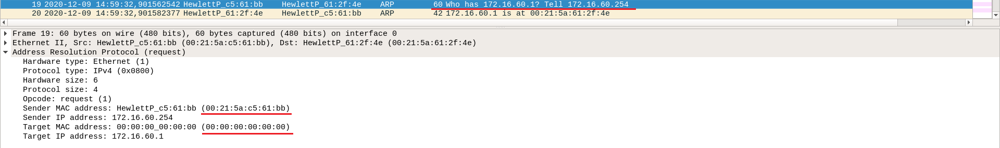 19 2020-12-09 14:59:32,901562542 HewlettP_c5:61:bb HewlettP_61:2f:4e ARP 60 Who has 172.16.60.1? Tell 172.16.60.254
20 2020-12-09 14:59:32,901582377 HewlettP_61:2f:4e HewlettP_c5:61:bb ARP 42 172.16.60.1 is at 00:21:5a:61:2f:4e
Frame 19: 60 bytes on wire (480 bits), 60 bytes captured (480 bits) on interface 0
Ethernet II, Src: HewlettP_c5:61:bb (00:21:5a:c5:61:bb), Dst: HewlettP_61:2f:4e (00:21:5a:61:2f:4e)
Address Resolution Protocol (request)
Hardware type: Ethernet (1)
Protocol type: IPv4 (0x0800)
Hardware size: 6
Protocol size: 4
Opcode: request (1)
Sender MAC address: HewlettP_c5:61:bb (00:21:5a:c5:61:bb)
Sender IP address: 172.16.60.254
Target MAC address: 00:00:00_00:00:00 (00:00:00:00:00:00)
Target IP address: 172.16.60.1